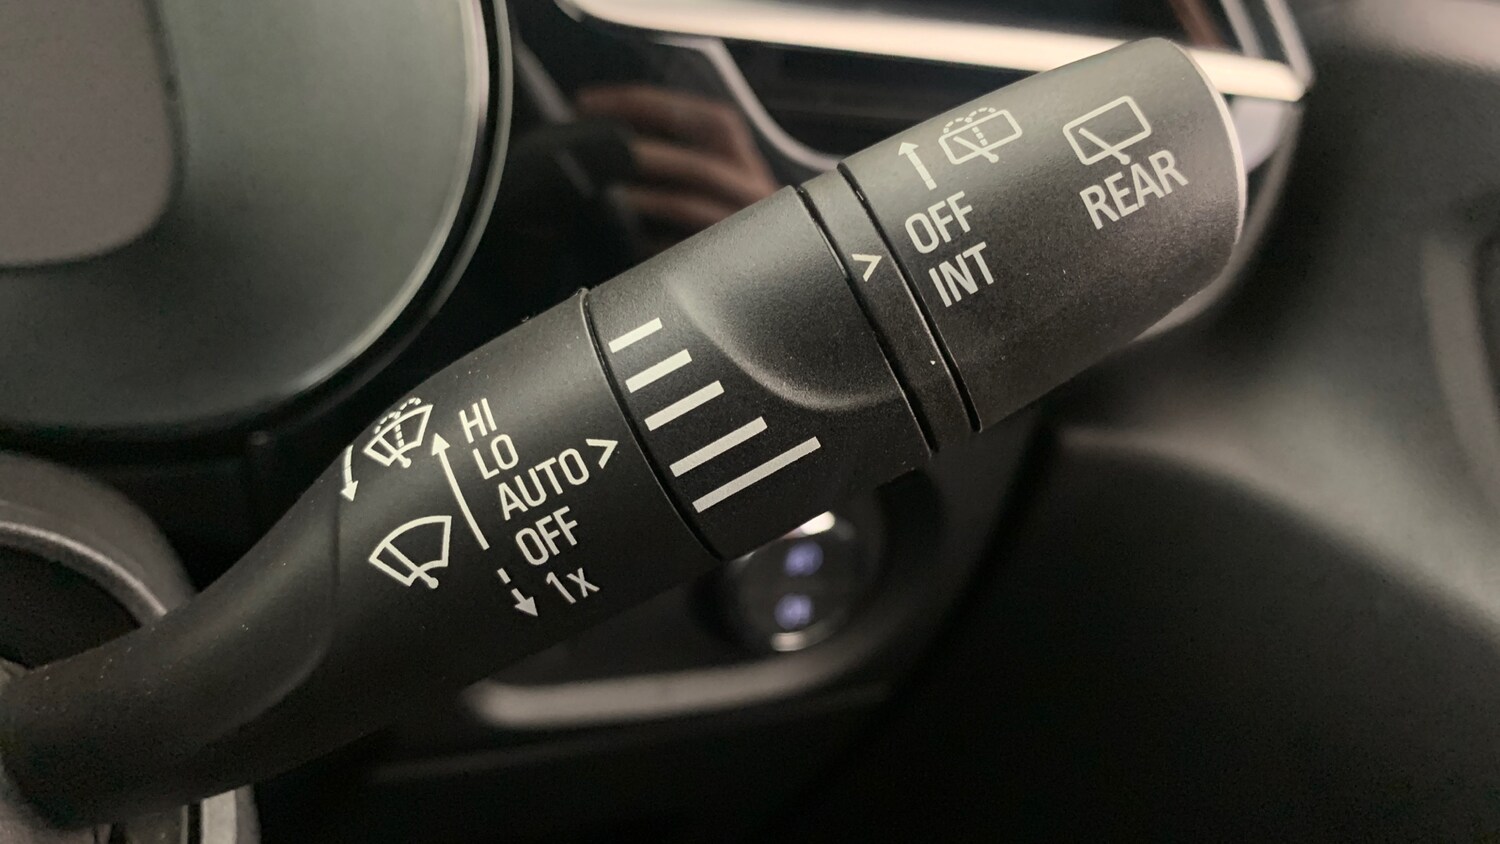 HI
LO
AUTO >
OFF
1x
>
OFF
INT
REAR